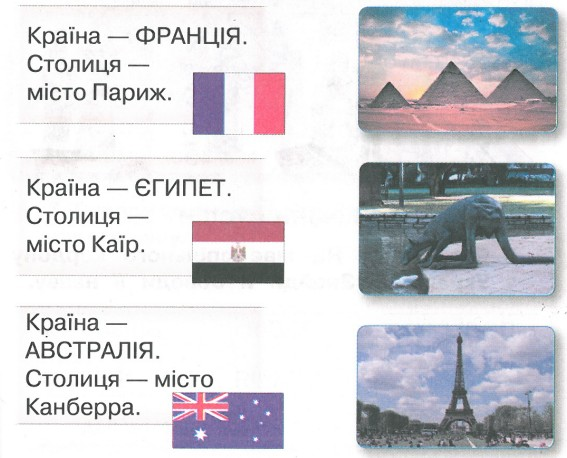 Країна — ФРАНЦІЯ.
Столиця —
місто Париж.
Країна — ЄГИПЕТ.
Столиця —
місто Каїр.
Країна —
АВСТРАЛІЯ.
Столиця — місто
Канберра.